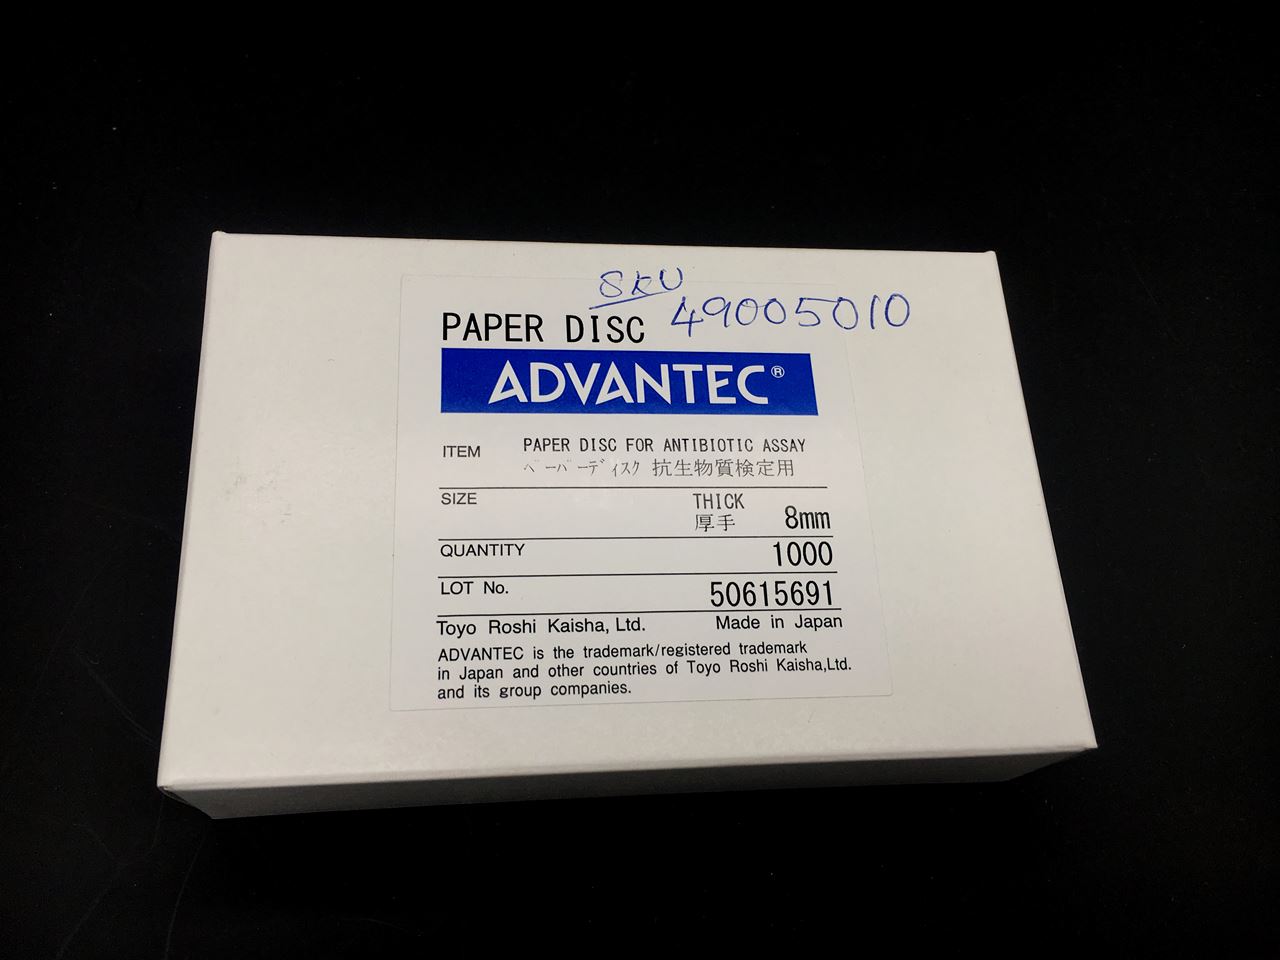 SKU
49005010
PAPER DISC
ADVANTEC®
ITEM PAPER DISC FOR ANTIBIOTIC ASSAY
ﾍﾟｰﾊﾟｰﾃﾞｨｽｸ 抗生物質検定用
SIZE THICK
厚手 8mm
QUANTITY 1000
LOT No. 50615691
Toyo Roshi Kaisha, Ltd. Made in Japan
ADVANTEC is the trademark/registered trademark
in Japan and other countries of Toyo Roshi Kaisha,Ltd.
and its group companies.